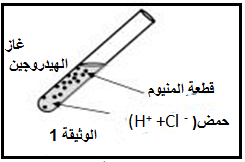 غاز
الهيدروجين
قطعة المنيوم
حمض(H⁺ +Cl ⁻)
الوثيقة 1